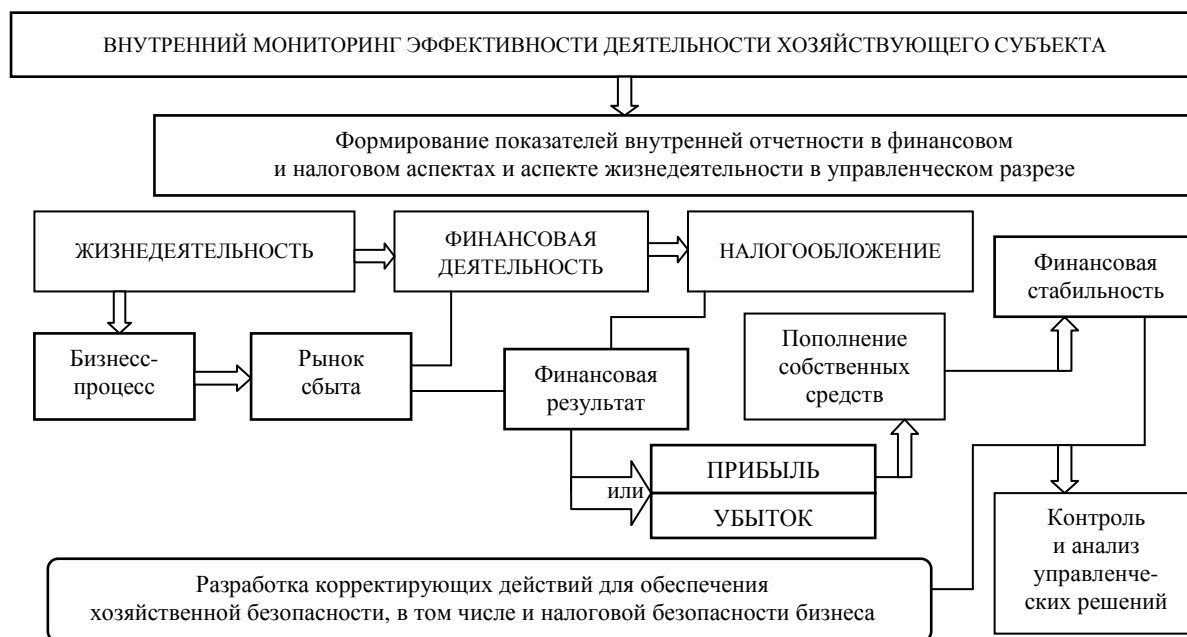 ВНУТРЕННИЙ МОНИТОРИНГ ЭФФЕКТИВНОСТИ ДЕЯТЕЛЬНОСТИ ХОЗЯЙСТВУЮЩЕГО СУБЪЕКТА
Формирование показателей внутренней отчетности в финансовом
и налоговом аспектах и аспекте жизнедеятельности в управленческом разрезе
ЖИЗНЕДЕЯТЕЛЬНОСТЬ
ФИНАНСОВАЯ
ДЕЯТЕЛЬНОСТЬ
НАЛОГООБЛОЖЕНИЕ
Финансовая
стабильность
Бизнесс-
процесс
Рынок
сбыта
Финансовая
результат
Пополнение
собственных
средств
или
ПРИБЫЛЬ
УБЫТОК
Контроль
и анализ
управленче-
ских решений
Разработка корректирующих действий для обеспечения
хозяйственной безопасности, в том числе и налоговой безопасности бизнеса